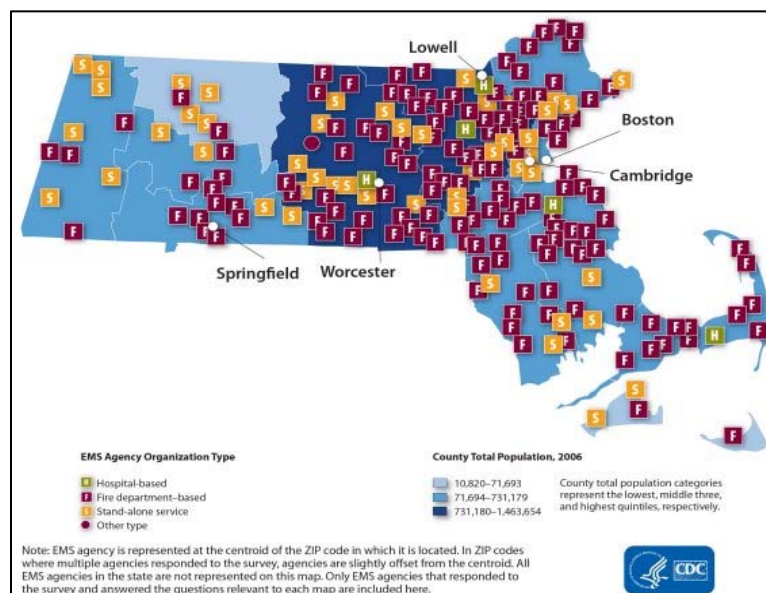 Lowell
Boston
Cambridge
Springfield
Worcester
EMS Agency Organization Type
H Hospital-based
F Fire department–based
S Stand-alone service
Other type
County Total Population, 2006
10,820–71,693
71,694–731,179
731,180–1,463,654
County total population categories
represent the lowest, middle three,
and highest quintiles, respectively.
Note: EMS agency is represented at the centroid of the ZIP code in which it is located. In ZIP codes
where multiple agencies responded to the survey, agencies are slightly offset from the centroid. All
EMS agencies in the state are not represented on this map. Only EMS agencies that responded to
the survey and answered the questions relevant to each map are included here.
CDC